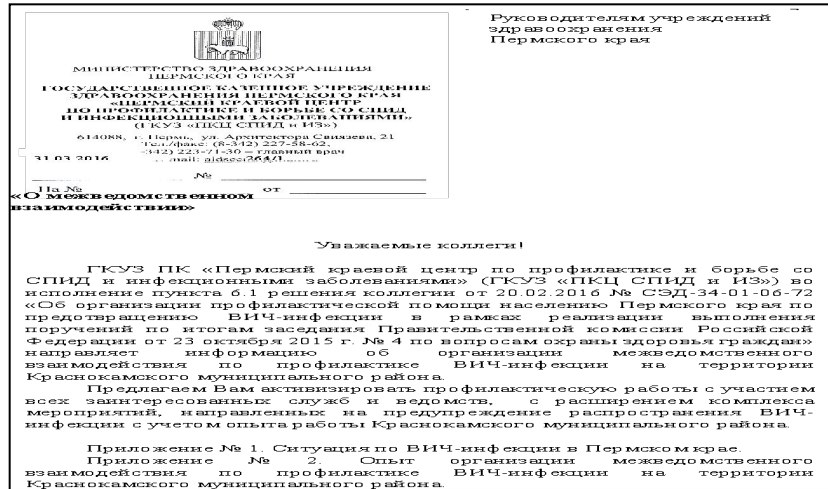 Руководителям учреждений
здравоохранения
Пермского края
МИНИСТЕРСТВО ЗДРАВООХРАНЕНИЯ
ПЕРМСКОГО КРАЯ
ГОСУДАРСТВЕННОЕ КАЗЕННОЕ УЧРЕЖДЕНИЕ
ЗДРАВООХРАНЕНИЯ ПЕРМСКОГО КРАЯ
«ПЕРМСКИЙ КРАЕВОЙ ЦЕНТР
ПО ПРОФИЛАКТИКЕ И БОРЬБЕ СО СПИД
И ИНФЕКЦИОННЫМИ ЗАБОЛЕВАНИЯМИ»
(ГКУЗ «ПКЦ СПИД и ИЗ»)
614088, г. Пермь, ул. Архитектора Свиязева, 21
Тел./факс: (8-342) 227-58-62,
(342) 223-71-30 – главный врач
mail:
31.03.2016
№
На № от
«О межведомственном
взаимодействии»
Уважаемые коллеги!
ГКУЗ ПК «Пермский краевой центр по профилактике и борьбе со
СПИД и инфекционными заболеваниями» (ГКУЗ «ПКЦ СПИД и ИЗ») во
исполнение пункта 6.1 решения коллегии от 20.02.2016 № СЭД-34-01-06-72
«Об организации профилактической помощи населению Пермского края по
предотвращению ВИЧ-инфекции в рамках реализации выполнения
поручений по итогам заседания Правительственной комиссии Российской
Федерации от 23 октября 2015 г. № 4 по вопросам охраны здоровья граждан»
направляет информацию об организации межведомственного
взаимодействия по профилактике ВИЧ-инфекции на территории
Краснокамского муниципального района.
Предлагаем Вам активизировать профилактическую работы с участием
всех заинтересованных служб и ведомств, с расширением комплекса
мероприятий, направленных на предупреждение распространения ВИЧ-
инфекции с учетом опыта работы Краснокамского муниципального района.
Приложение № 1. Ситуация по ВИЧ-инфекции в Пермском крае.
Приложение № 2. Опыт организации межведомственного
взаимодействия по профилактике ВИЧ-инфекции на территории
Краснокамского муниципального района.